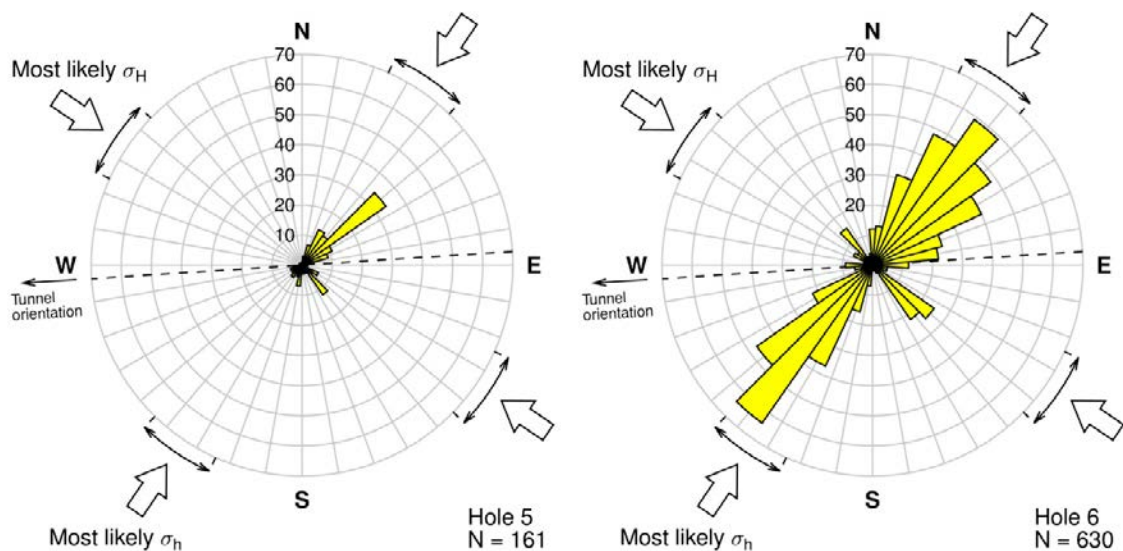 N
70
60
50
40
30
20
10
Most likely σH
W
E
Tunnel
orientation
S
Most likely σh
Hole 5
N = 161
N
70
60
50
40
30
20
10
Most likely σH
W
E
Tunnel
orientation
S
Most likely σh
Hole 6
N = 630